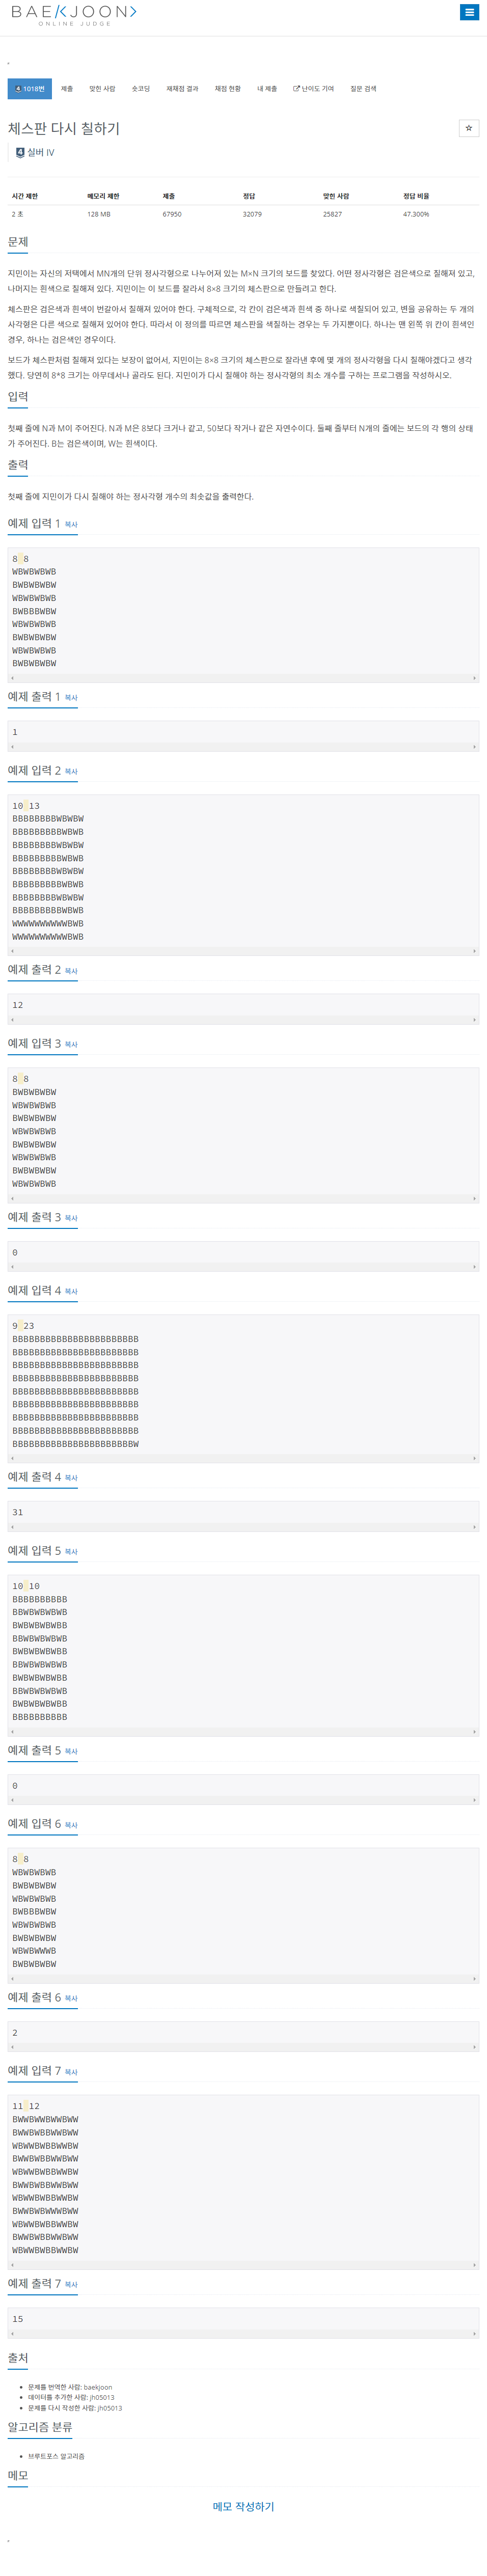 BAEKJOON>
ONLINE JUDGE
1018번 제출 맞힌 사람 숏코딩 재채점 결과 채점 현황 내 제출 난이도 기여 질문 검색
체스판 다시 칠하기
4 실버 IV
시간 제한 메모리 제한 제출 정답 맞힌 사람 정답 비율
2 초 128 MB 67950 32079 25827 47.300%
문제
지민이는 자신의 저택에서 MN개의 단위 정사각형으로 나누어져 있는 M×N 크기의 보드를 찾았다. 어떤 정사각형은 검은색으로 칠해져 있고,
나머지는 흰색으로 칠해져 있다. 지민이는 이 보드를 잘라서 8×8 크기의 체스판으로 만들려고 한다.
체스판은 검은색과 흰색이 번갈아서 칠해져 있어야 한다. 구체적으로, 각 칸이 검은색과 흰색 중 하나로 색칠되어 있고, 변을 공유하는 두 개의
사각형은 다른 색으로 칠해져 있어야 한다. 따라서 이 정의를 따르면 체스판을 색칠하는 경우는 두 가지뿐이다. 하나는 맨 왼쪽 위 칸이 흰색인
경우, 하나는 검은색인 경우이다.
보드가 체스판처럼 칠해져 있다는 보장이 없어서, 지민이는 8×8 크기의 체스판으로 잘라낸 후에 몇 개의 정사각형을 다시 칠해야겠다고 생각
했다. 당연히 8*8 크기는 아무데서나 골라도 된다. 지민이가 다시 칠해야 하는 정사각형의 최소 개수를 구하는 프로그램을 작성하시오.
입력
첫째 줄에 N과 M이 주어진다. N과 M은 8보다 크거나 같고, 50보다 작거나 같은 자연수이다. 둘째 줄부터 N개의 줄에는 보드의 각 행의 상태
가 주어진다. B는 검은색이며, W는 흰색이다.
출력
첫째 줄에 지민이가 다시 칠해야 하는 정사각형 개수의 최솟값을 출력한다.
예제 입력 1 복사
8 8
WBWBWBWB
BWBWBWBW
WBWBWBWB
BWBBBWBW
WBWBWBWB
BWBWBWBW
WBWBWBWB
BWBWBWBW
예제 출력 1 복사
1
예제 입력 2 복사
10 13
BBBBBBBBWBWBW
BBBBBBBBBWBWB
BBBBBBBBWBWBW
BBBBBBBBBWBWB
BBBBBBBBWBWBW
BBBBBBBBBWBWB
BBBBBBBBWBWBW
BBBBBBBBBWBWB
WWWWWWWWWWBWB
WWWWWWWWWWBWB
예제 출력 2 복사
12
예제 입력 3 복사
8 8
BWBWBWBW
WBWBWBWB
BWBWBWBW
WBWBWBWB
BWBWBWBW
WBWBWBWB
BWBWBWBW
WBWBWBWB
예제 출력 3 복사
0
예제 입력 4 복사
9 23
BBBBBBBBBBBBBBBBBBBBBBB
BBBBBBBBBBBBBBBBBBBBBBB
BBBBBBBBBBBBBBBBBBBBBBB
BBBBBBBBBBBBBBBBBBBBBBB
BBBBBBBBBBBBBBBBBBBBBBB
BBBBBBBBBBBBBBBBBBBBBBB
BBBBBBBBBBBBBBBBBBBBBBB
BBBBBBBBBBBBBBBBBBBBBBB
BBBBBBBBBBBBBBBBBBBBBBW
예제 출력 4 복사
31
예제 입력 5 복사
10 10
BBBBBBBBBB
BBWBWBWBWB
BWBWBWBWBB
BBWBWBWBWB
BWBWBWBWBB
BBWBWBWBWB
BWBWBWBWBB
BBWBWBWBWB
BWBWBWBWBB
BBBBBBBBBB
예제 출력 5 복사
0
예제 입력 6 복사
8 8
WBWBWBWB
BWBWBWBW
WBWBWBWB
BWBBBWBW
WBWBWBWB
BWBWBWBW
WBWBWWWB
BWBWBWBW
예제 출력 6 복사
2
예제 입력 7 복사
11 12
BWWBWWBWWBWW
BWWBWBBWWBWW
WBWWBWBBWWBW
BWWBWBBWWBWW
WBWWBWBBWWBW
BWWBWBBWWBWW
WBWWBWBBWWBW
BWWBWBWWWBWW
WBWWBWBBWWBW
BWWBWBBWWBWW
WBWWBWBBWWBW
예제 출력 7 복사
15
출처
문제를 번역한 사람: baekjoon
데이터를 추가한 사람: jh05013
문제를 다시 작성한 사람: jh05013
알고리즘 분류
브루트포스 알고리즘
메모
메모 작성하기